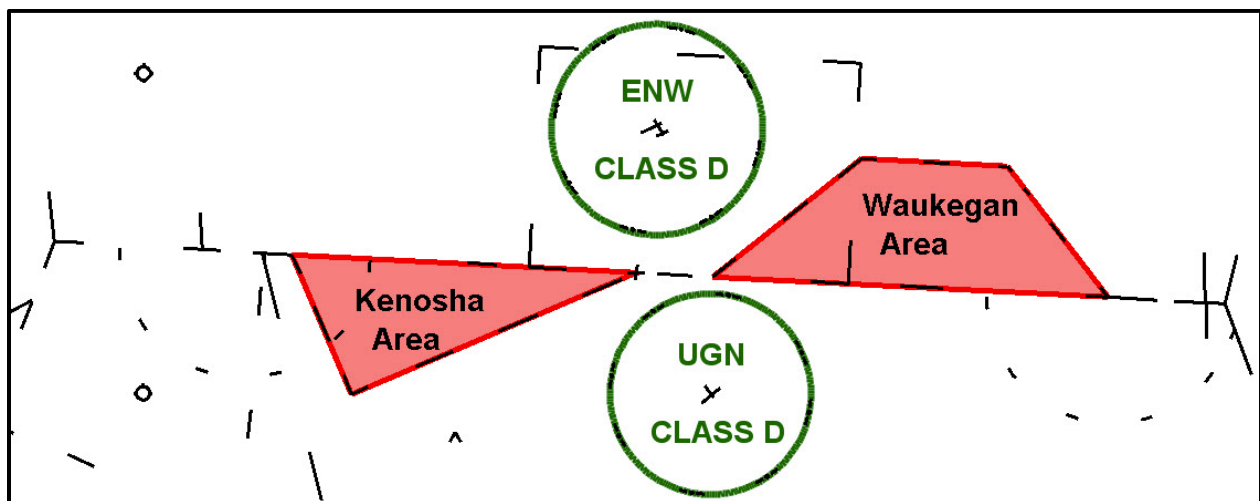 ENW
CLASS D
Waukegan
Area
Kenosha
Area
UGN
CLASS D